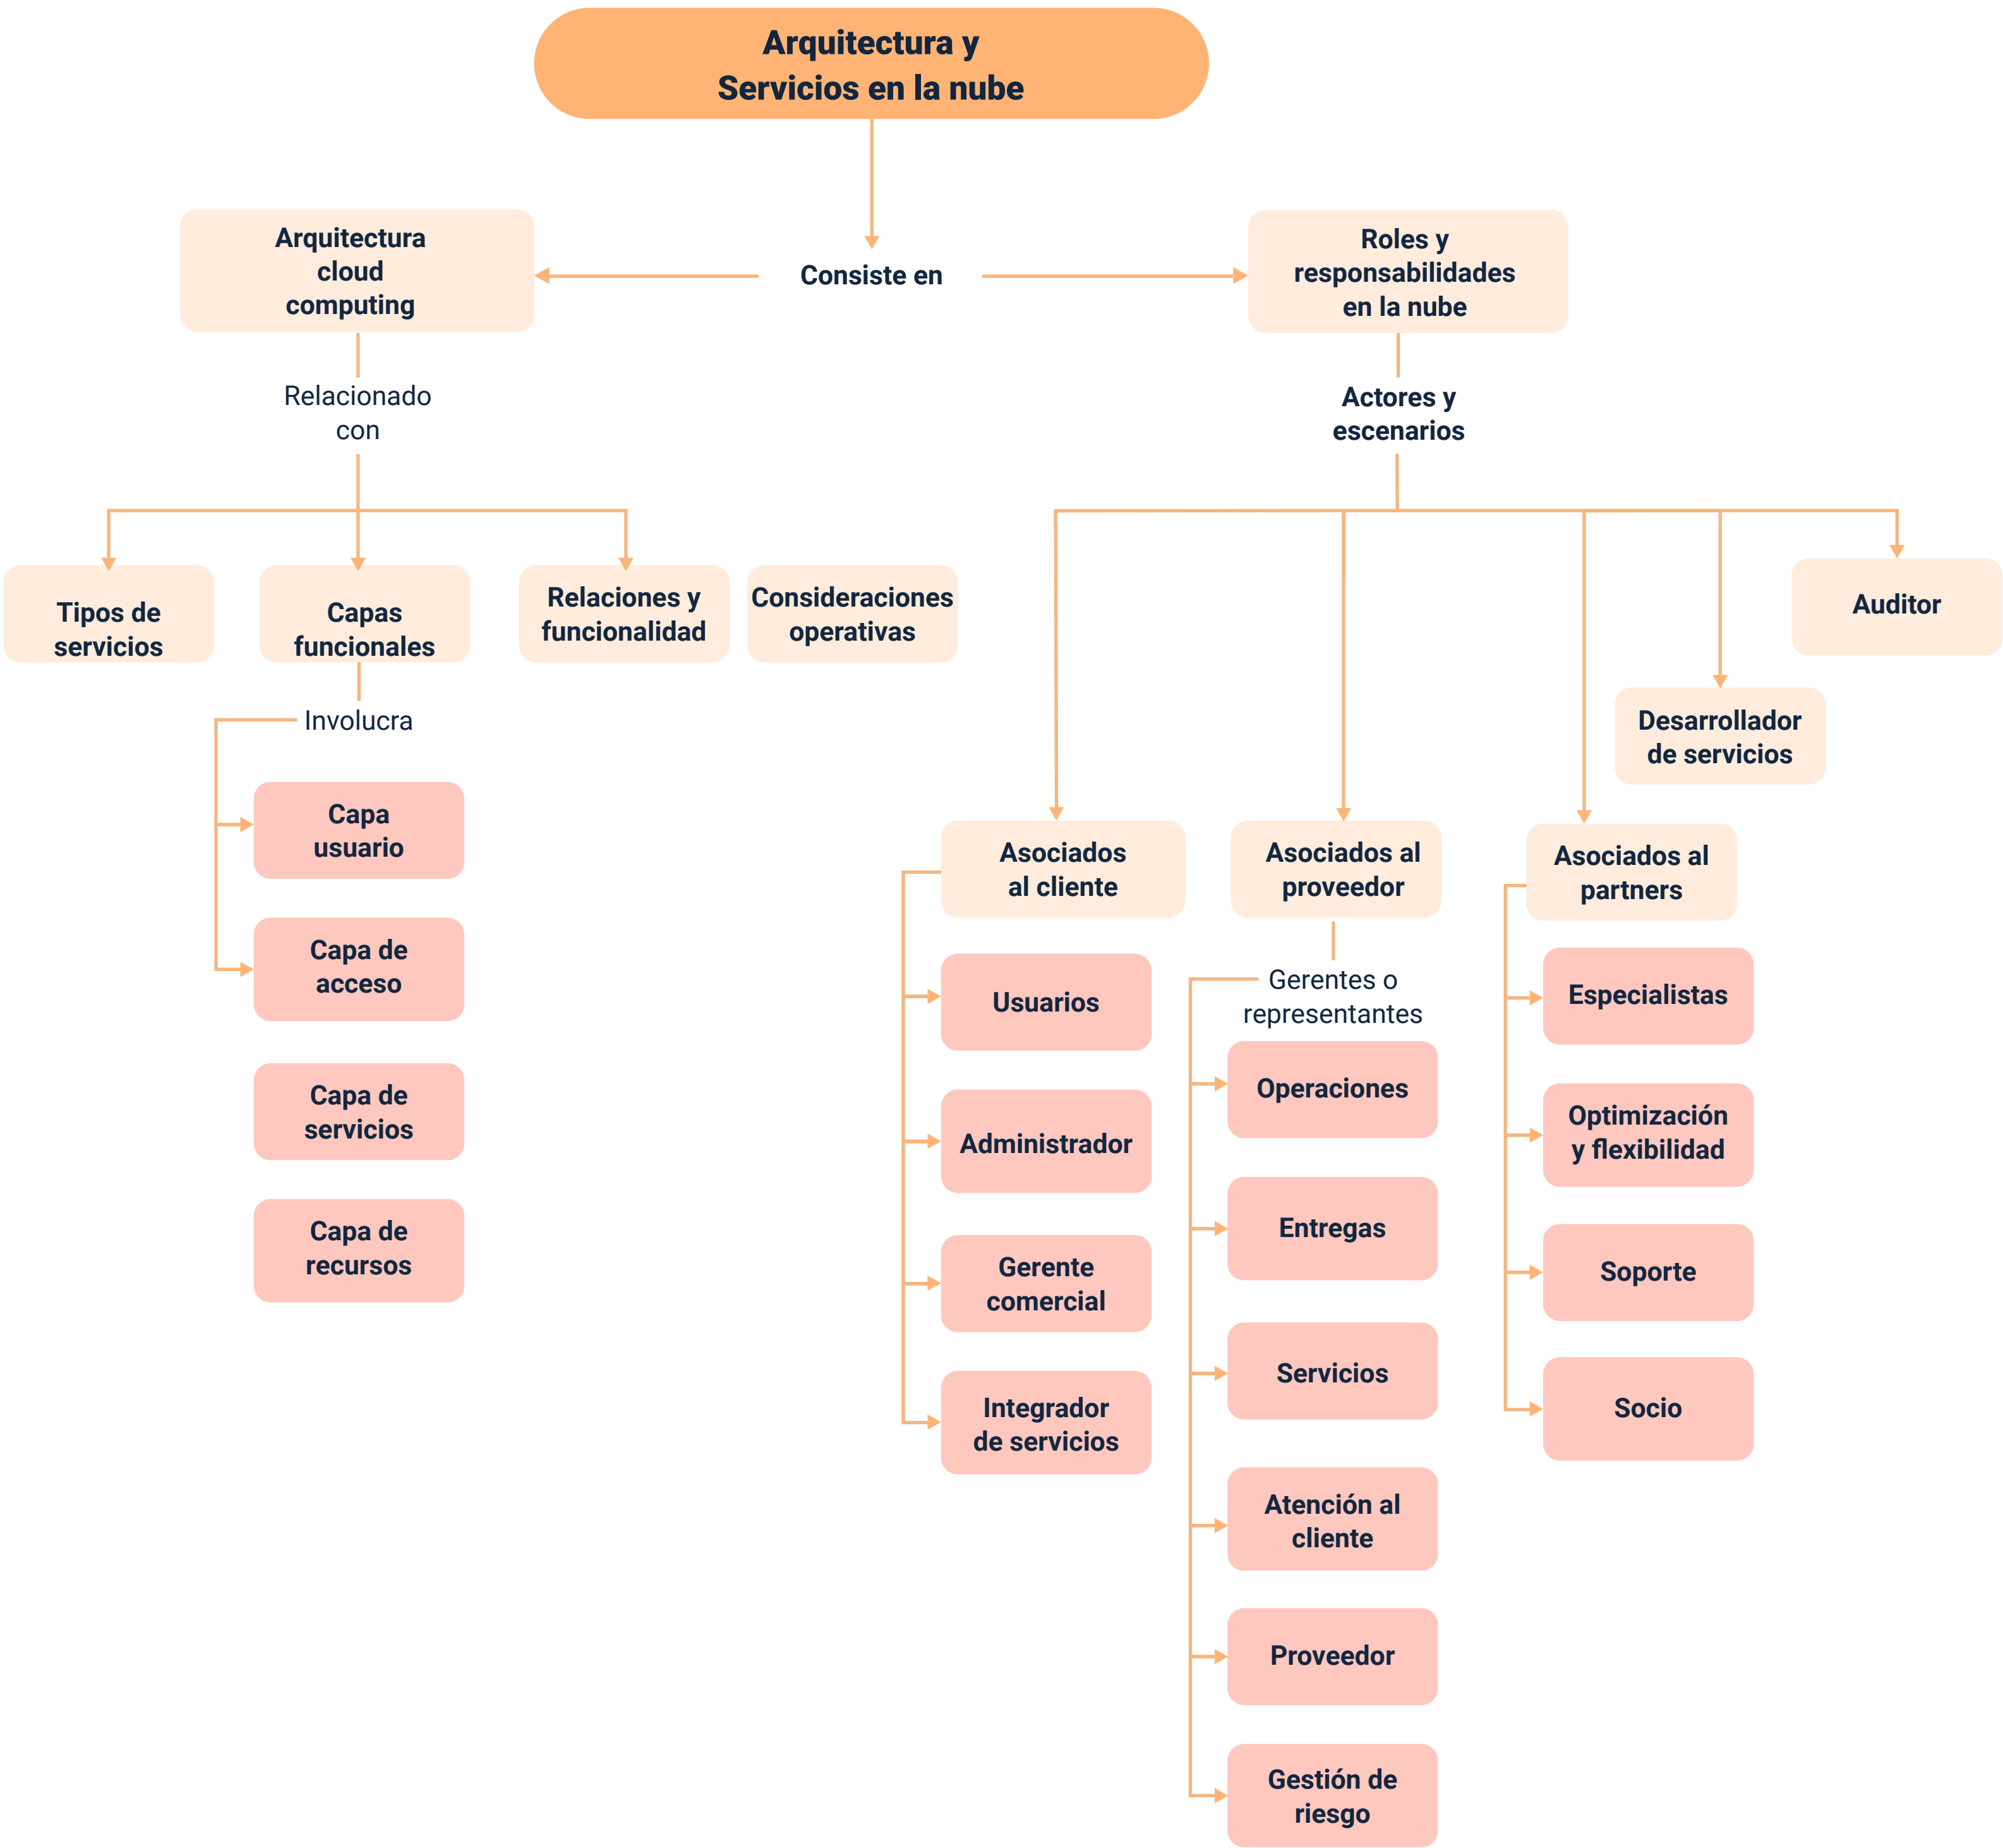 Arquitectura y
Servicios en la nube
Arquitectura
cloud
computing
Consiste en
Roles y
responsabilidades
en la nube
Relacionado
con
Actores y
escenarios
Tipos de
servicios
Capas
funcionales
Relaciones y
funcionalidad
Consideraciones
operativas
Auditor
Desarrollador
de servicios
Involucra
Capa
usuario
Capa de
acceso
Capa de
servicios
Capa de
recursos
Asociados
al cliente
Usuarios
Administrador
Gerente
comercial
Integrador
de servicios
Asociados al
proveedor
Gerentes o
representantes
Operaciones
Entregas
Servicios
Atención al
cliente
Proveedor
Gestión de
riesgo
Asociados al
partners
Especialistas
Optimización
y flexibilidad
Soporte
Socio